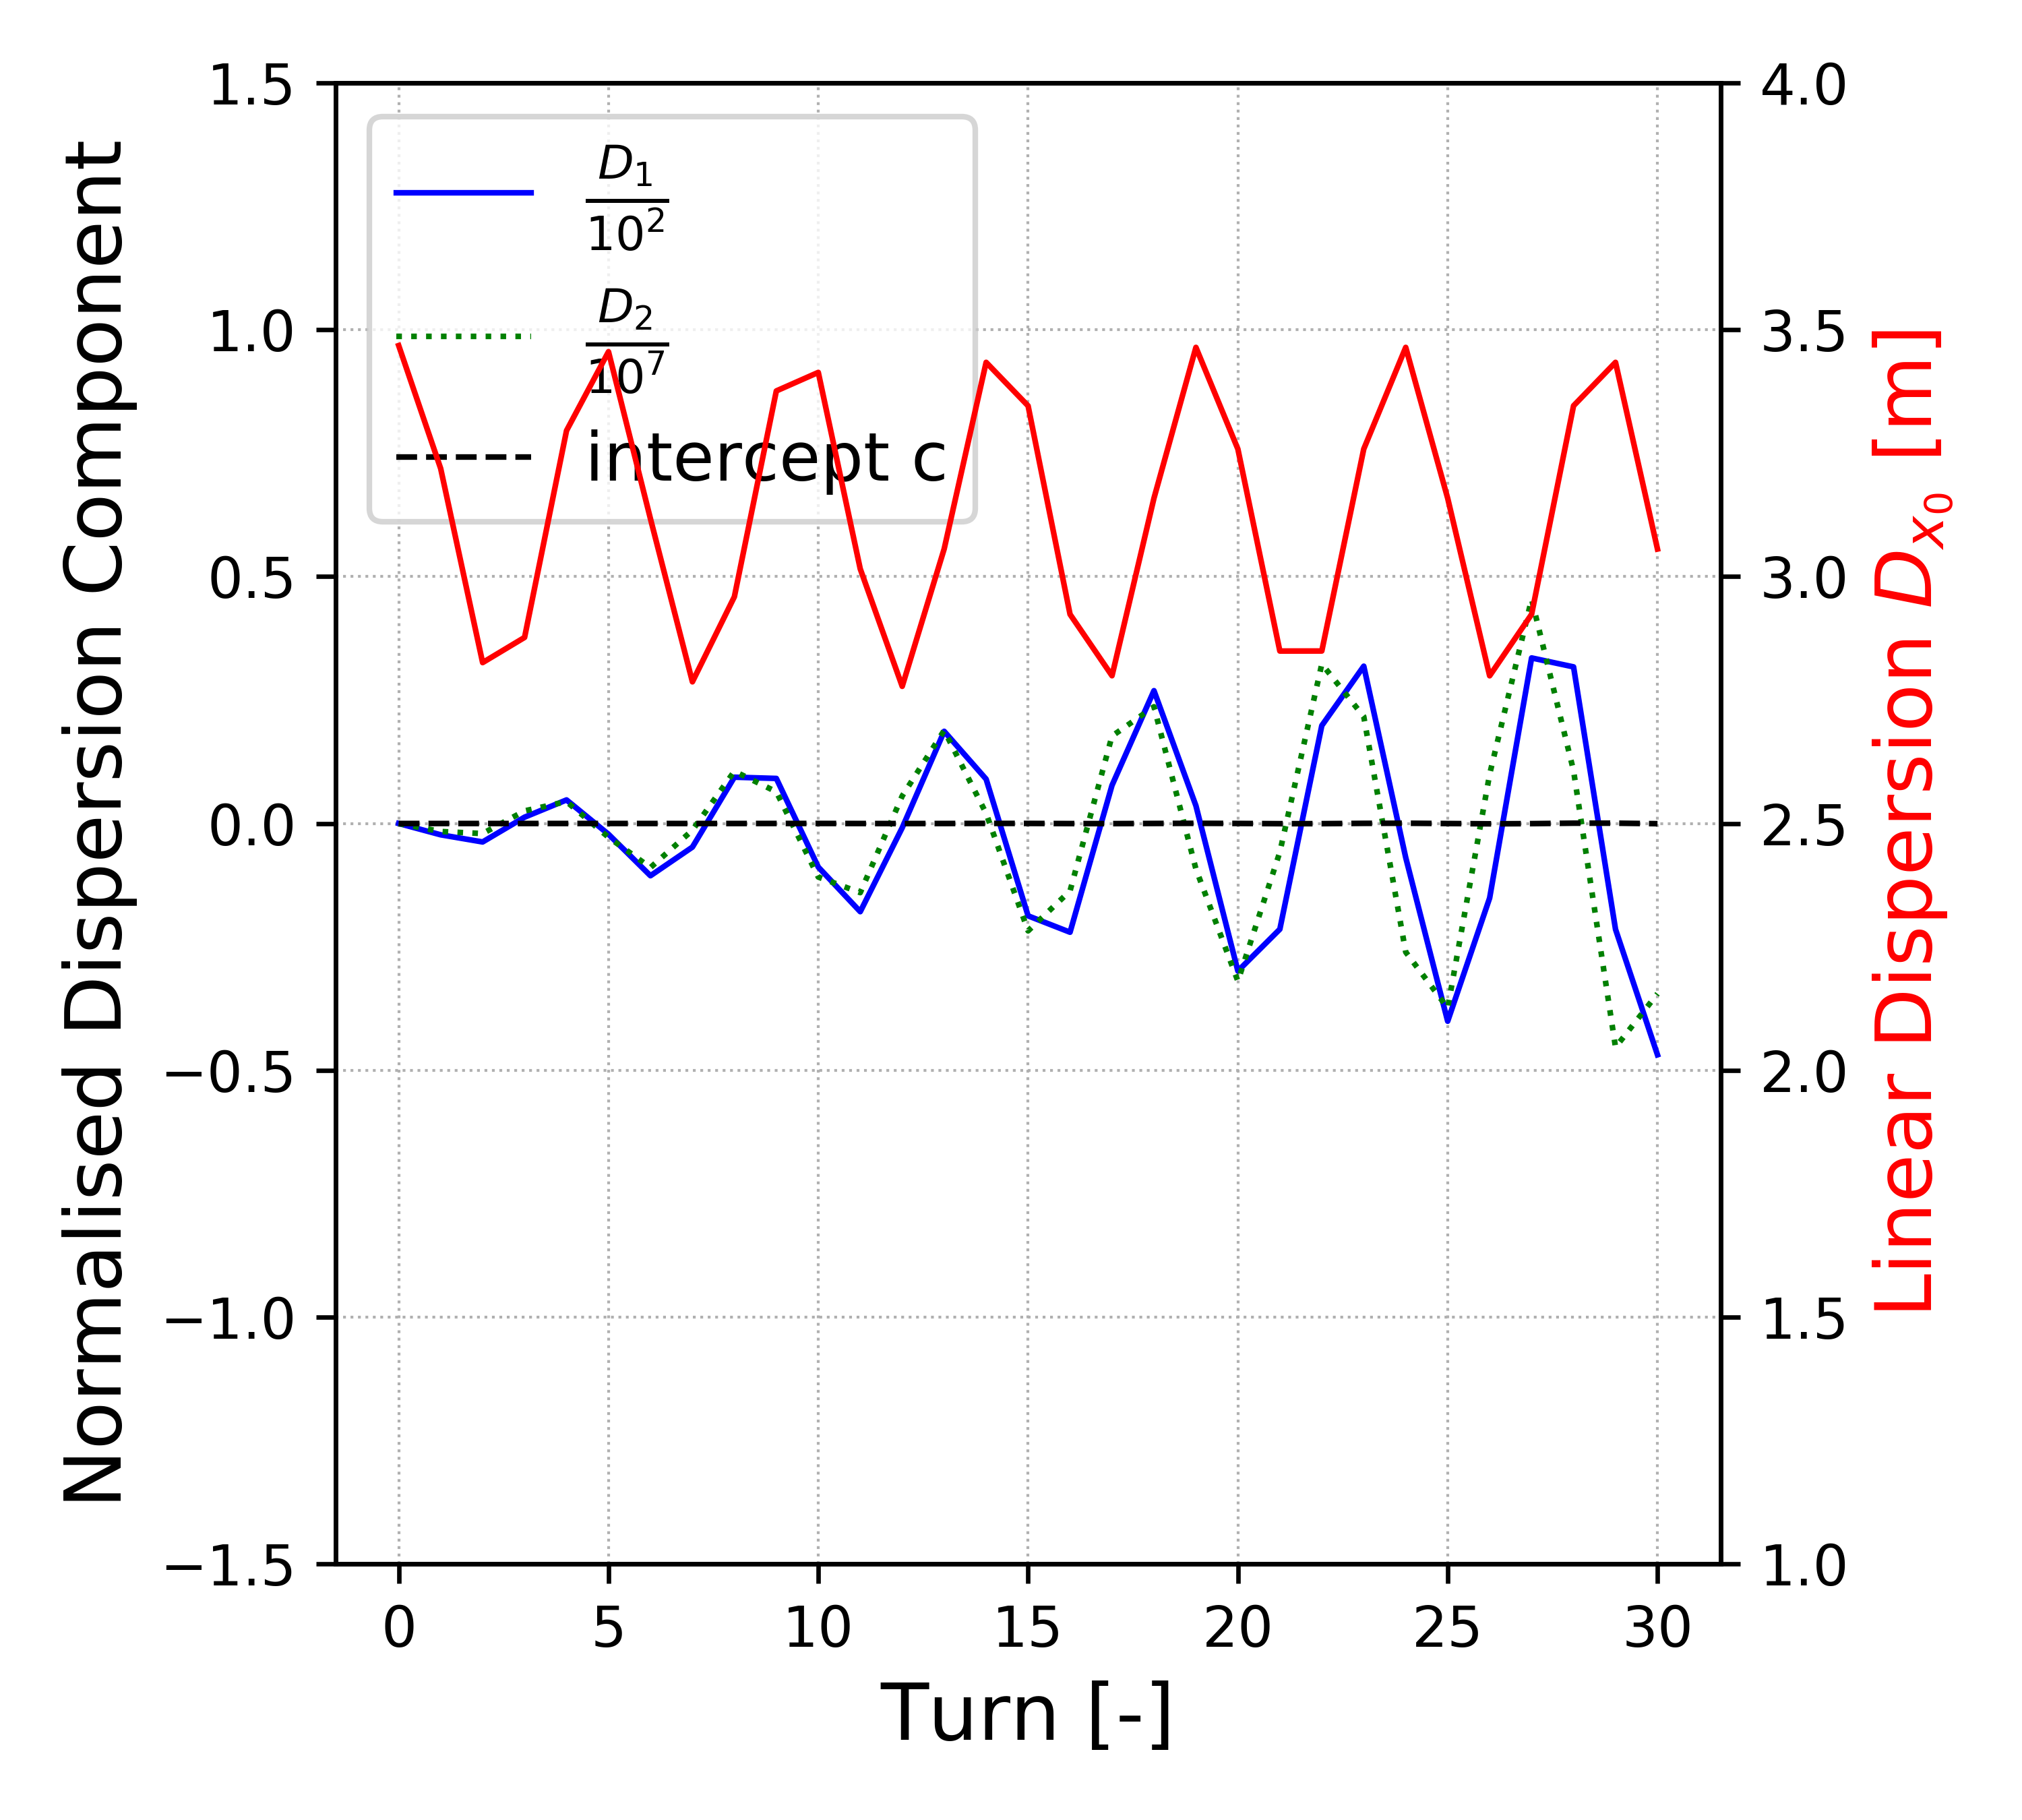 Normalised Dispersion Component
1.5
1.0
0.5
0.0
−0.5
−1.0
−1.5
D₁
10²
D₂
10⁷
intercept c
4.0
3.5
3.0
2.5
2.0
1.5
1.0
Linear Dispersion Dₓ₀ [m]
0 5 10 15 20 25 30
Turn [-]